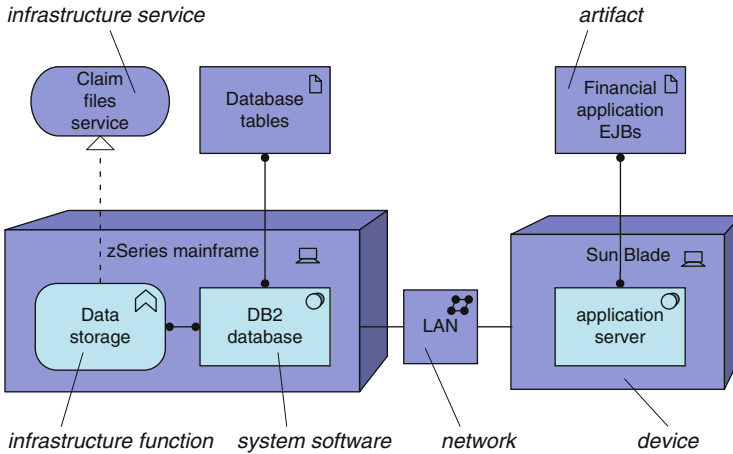 infrastructure service
artifact
Claim
files
service
Database
tables
Financial
application
EJBs
zSeries mainframe
Sun Blade
Data
storage
DB2
database
LAN
application
server
infrastructure function
system software
network
device